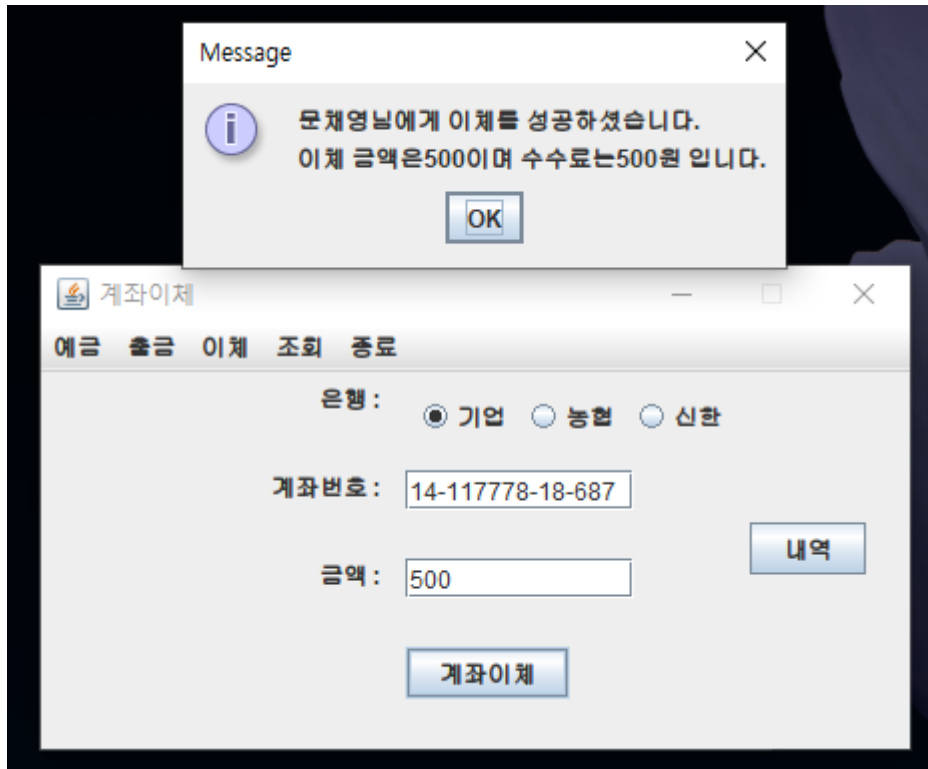 Message
문채영님에게 이체를 성공하셨습니다.
이체 금액은500이며 수수료는500원 입니다.
OK
계좌이체
예금 출금 이체 조회 종료
은행 :
기업 농협 신한
계좌번호 : 14-117778-18-687
내역
금액 : 500
계좌이체